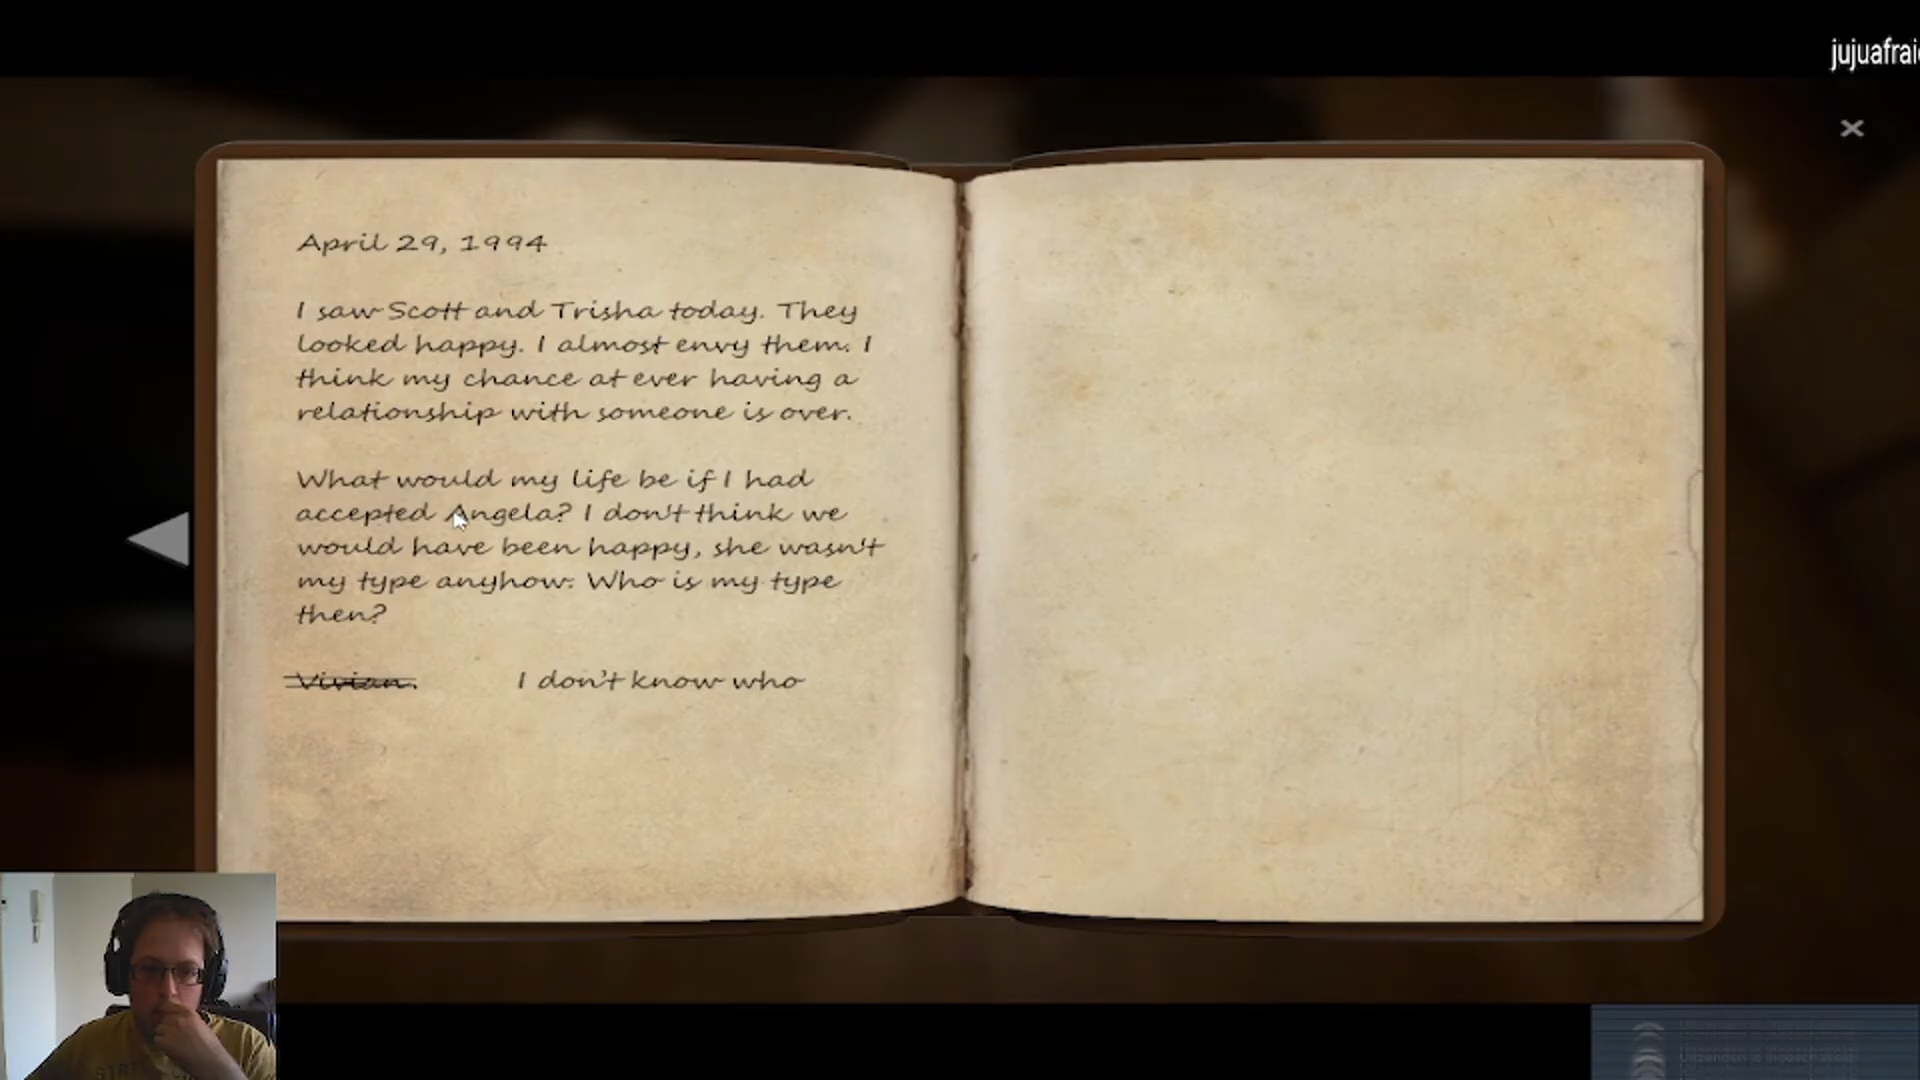 jujuafrai
April 29, 1994
I saw Scott and Trisha today. They
looked happy. I almost envy them. I
think my chance at ever having a
relationship with someone is over.
What would my life be if I had
accepted Angela? I don't think we
would have been happy, she wasn't
my type anyhow. Who is my type
then?
Vivian. I don't know who